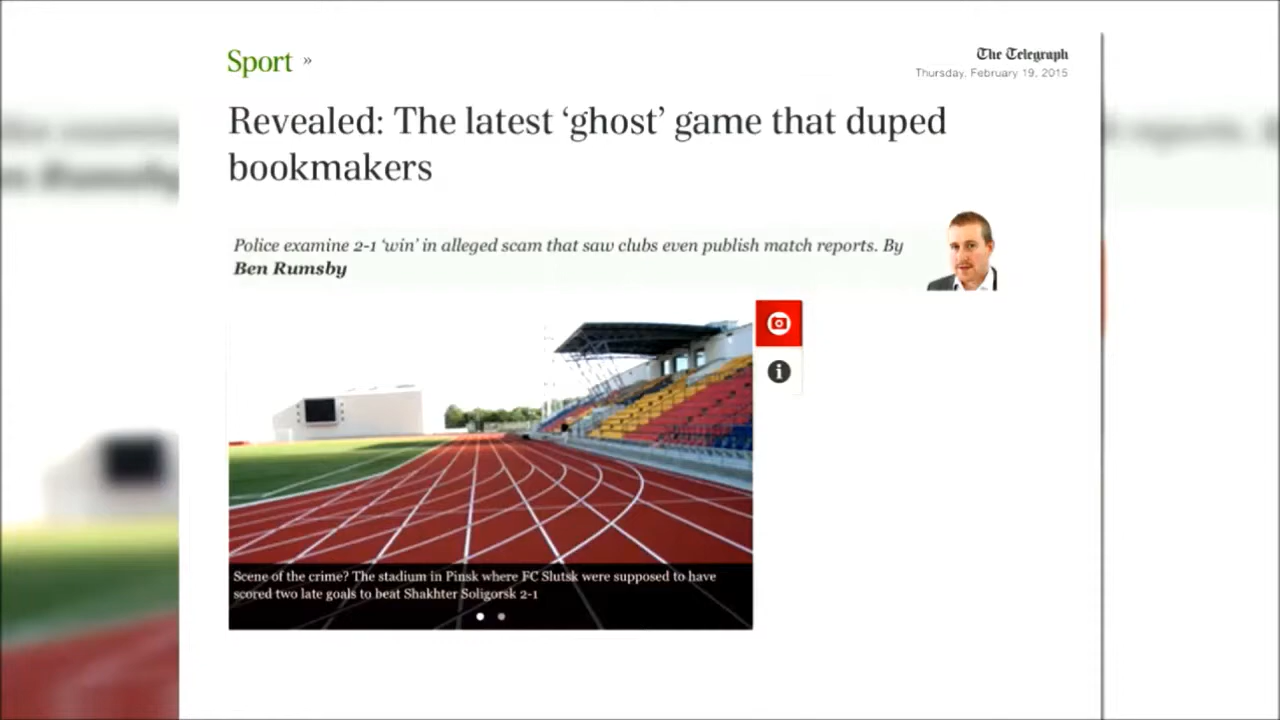 Sport »
The Telegraph
Thursday, February 19, 2015
Revealed: The latest ‘ghost’ game that duped
bookmakers
Police examine 2-1 ‘win’ in alleged scam that saw clubs even publish match reports. By
Ben Rumsby
Scene of the crime? The stadium in Pinsk where FC Slutsk were supposed to have
scored two late goals to beat Shakhter Soligorsk 2-1